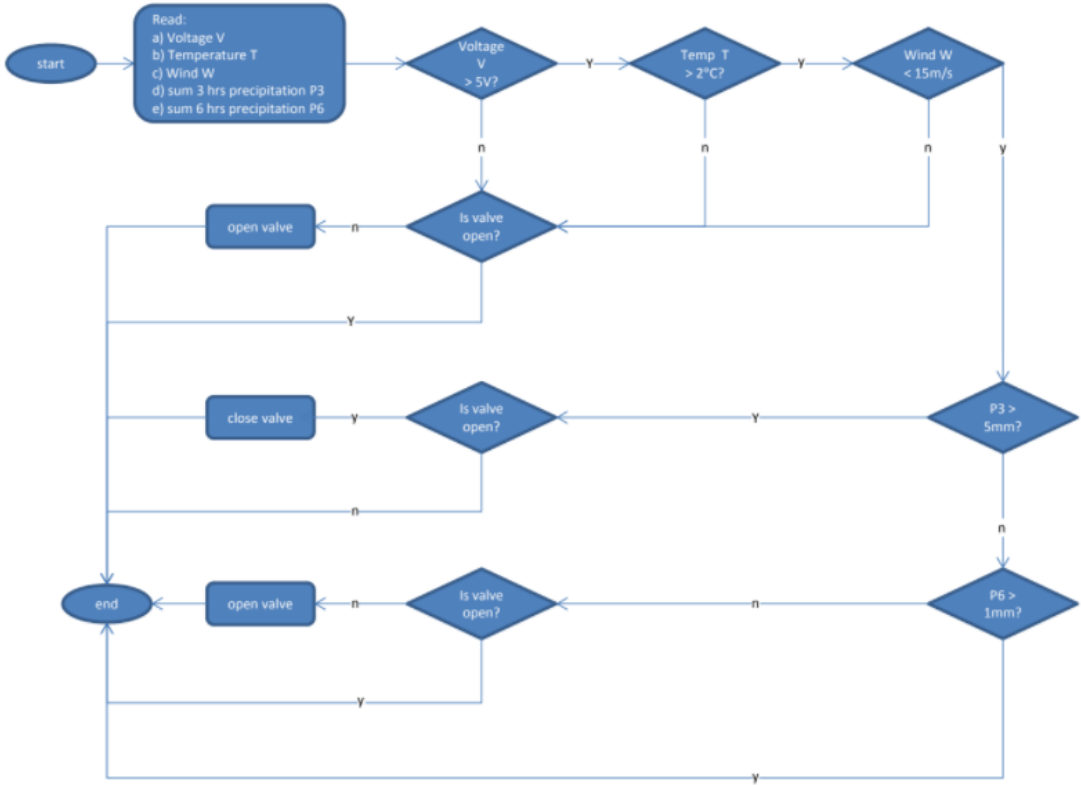 start
Read:
a) Voltage V
b) Temperature T
c) Wind W
d) sum 3 hrs precipitation P3
e) sum 6 hrs precipitation P6
Voltage
V
> 5V?
Y
Temp T
> 2°C?
y
Wind W
< 15m/s
n
n
n
y
open valve
n
Is valve
open?
Y
close valve
y
Is valve
open?
Y
P3 >
5mm?
n
n
end
open valve
n
Is valve
open?
n
P6 >
1mm?
y
y